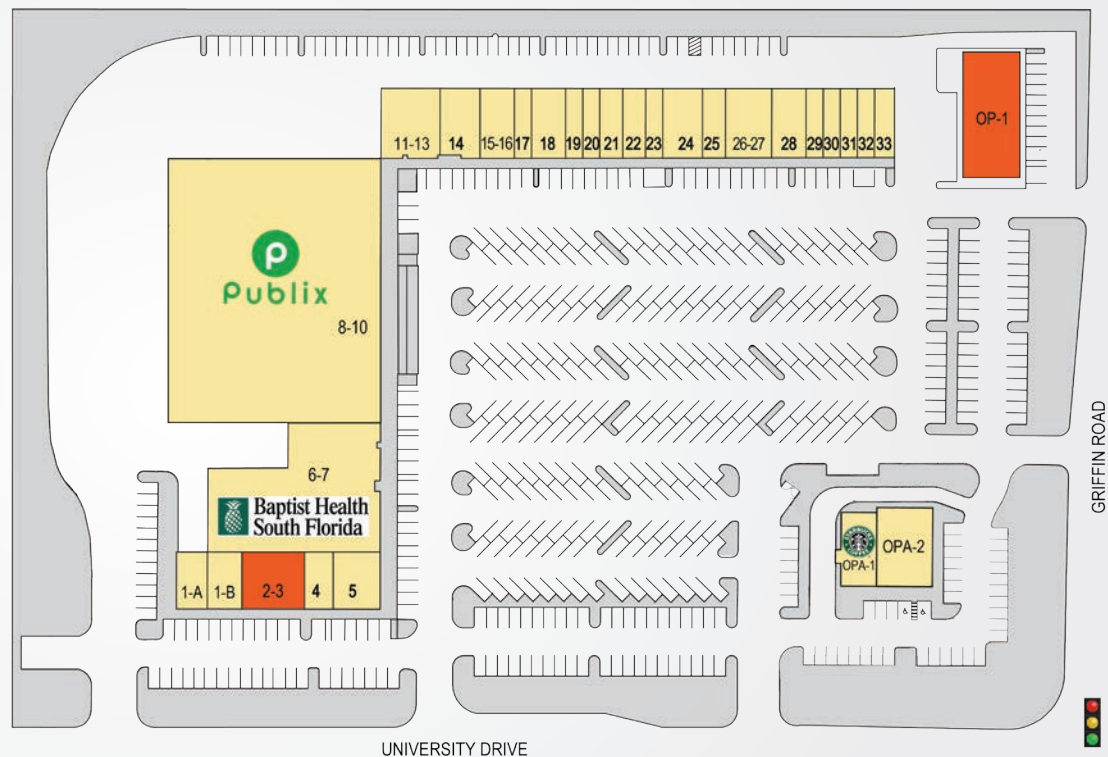 OP-1
11-13
14
15-16
17
18
19
20
21
22
23
24
25
26-27
28
29
30
31
32
33
p
Publix
8-10
GRIFFIN ROAD
6-7
Baptist Health
South Florida
OPA-1
OPA-2
1-A
1-B
2-3
4
5
UNIVERSITY DRIVE